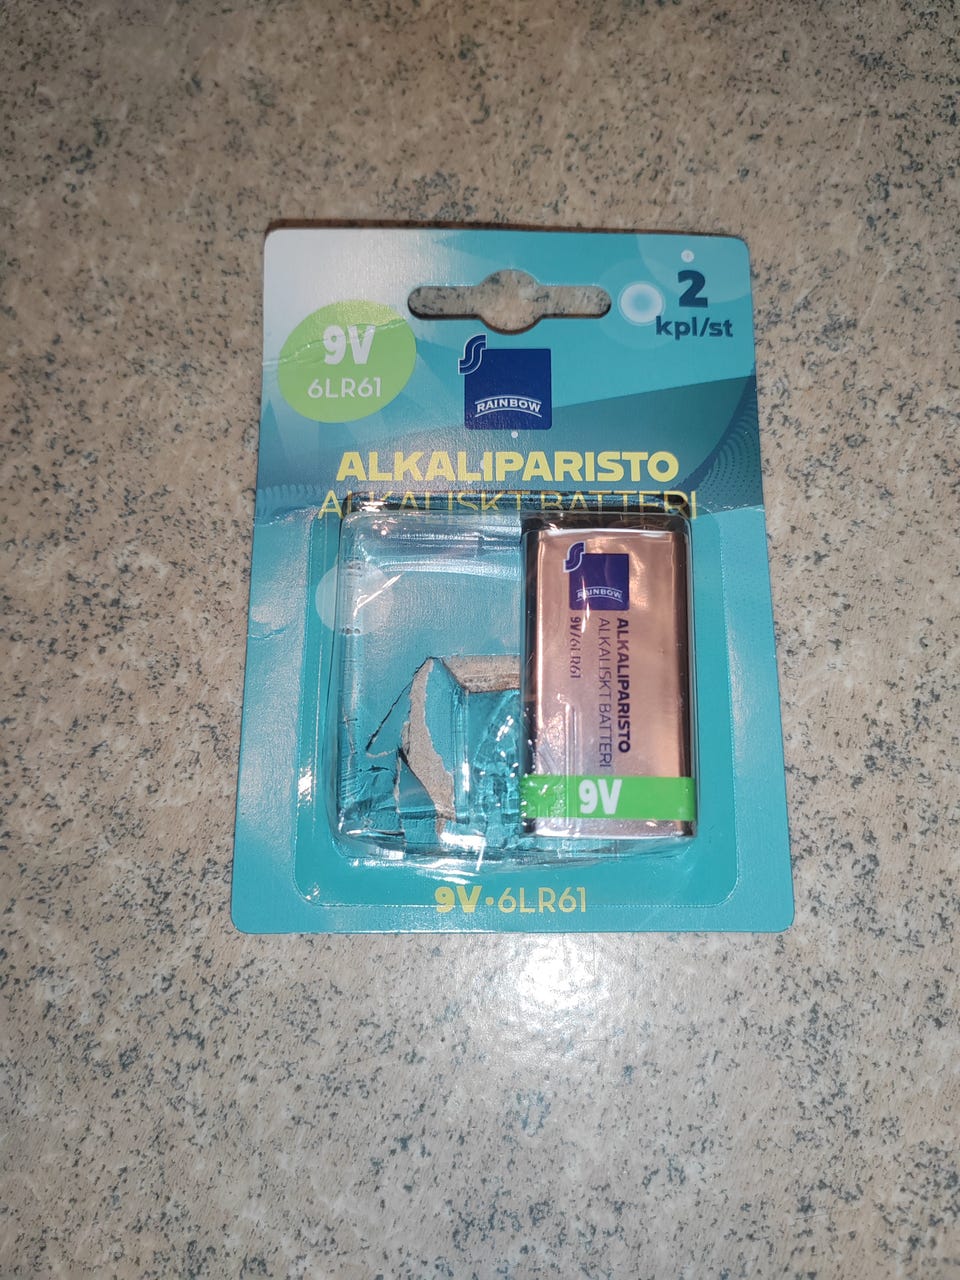 2
kpl/st
9V
6LR61
RAINBOW
ALKALIPARISTO
ALKALISKT BATTERI
RAINBOW
ALKALIPARISTO
ALKALISKT BATTERI
9V/6LR61
9V
9V•6LR61